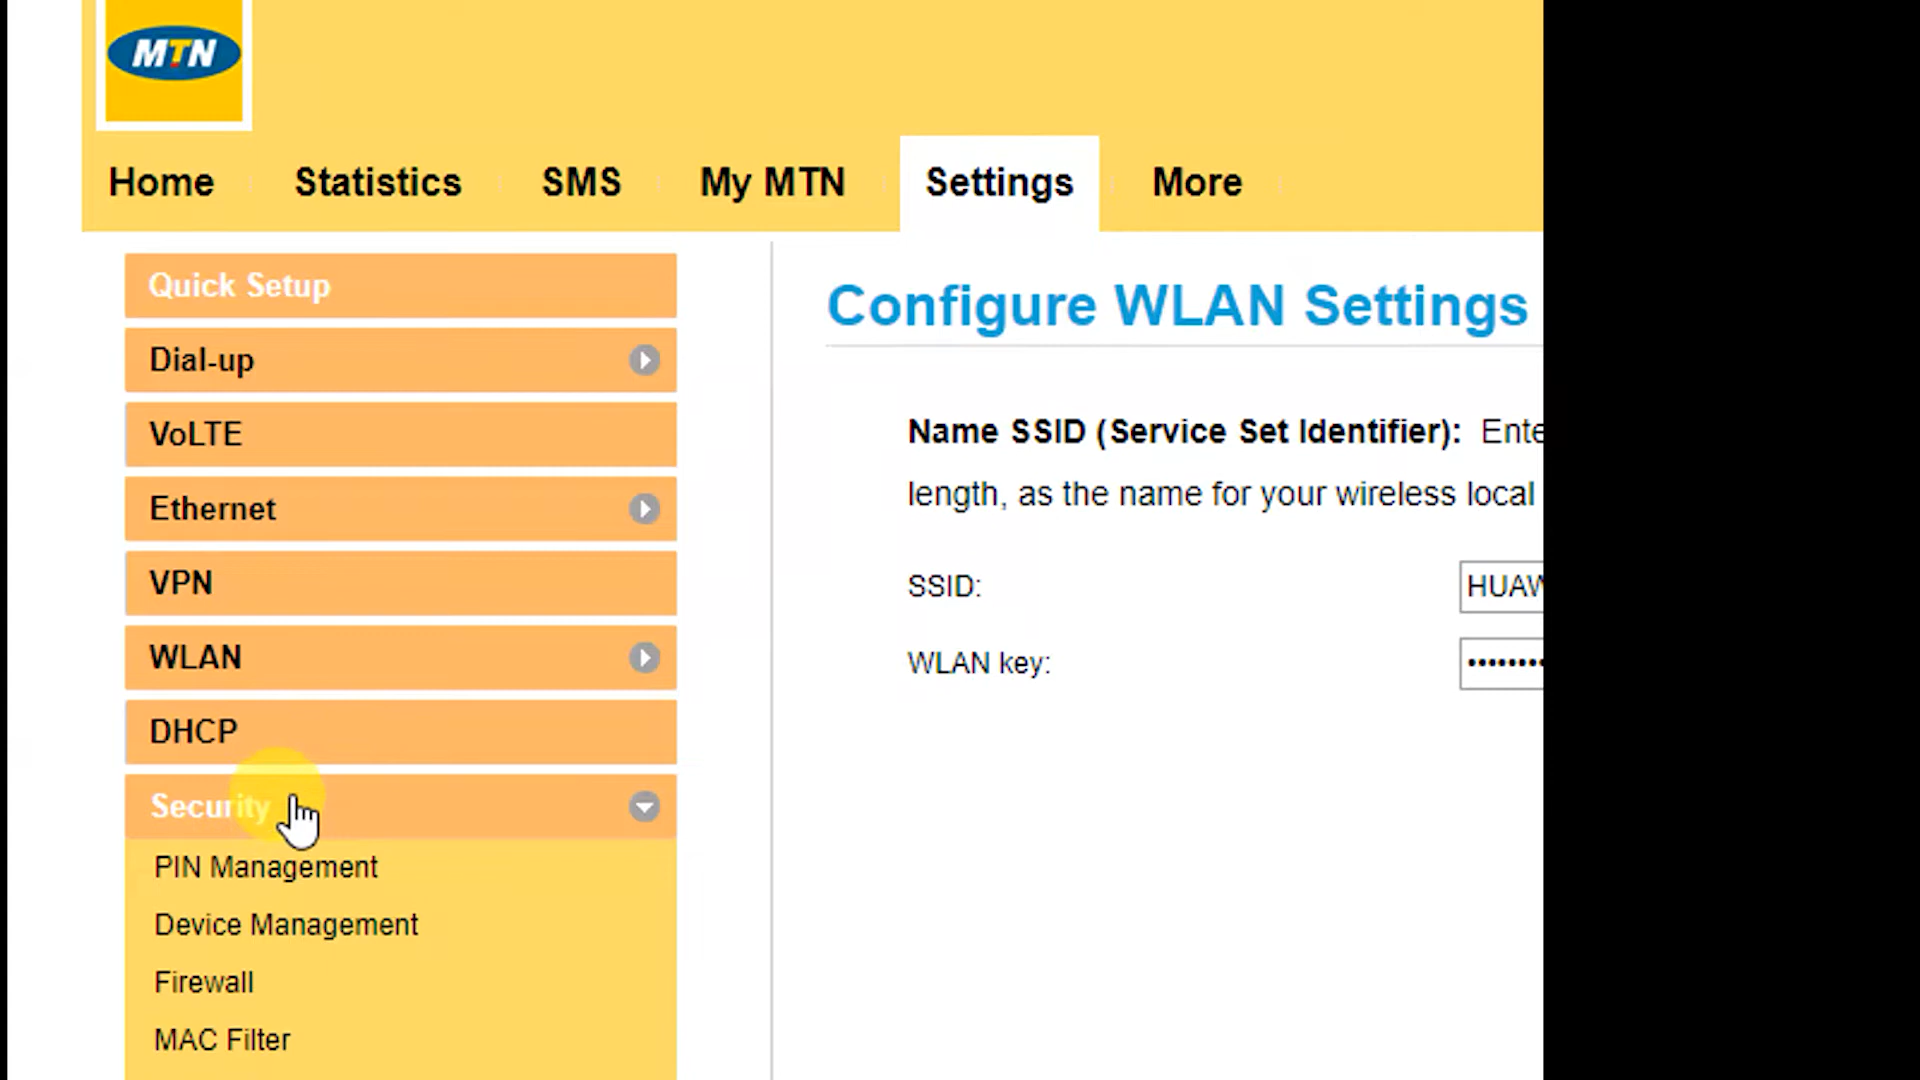 MTN
Home Statistics SMS My MTN Settings More
Quick Setup
Dial-up
VoLTE
Ethernet
VPN
WLAN
DHCP
Security
PIN Management
Device Management
Firewall
MAC Filter
Configure WLAN Settings
Name SSID (Service Set Identifier): Ente
length, as the name for your wireless local
SSID: HUAW
WLAN key: ••••••••